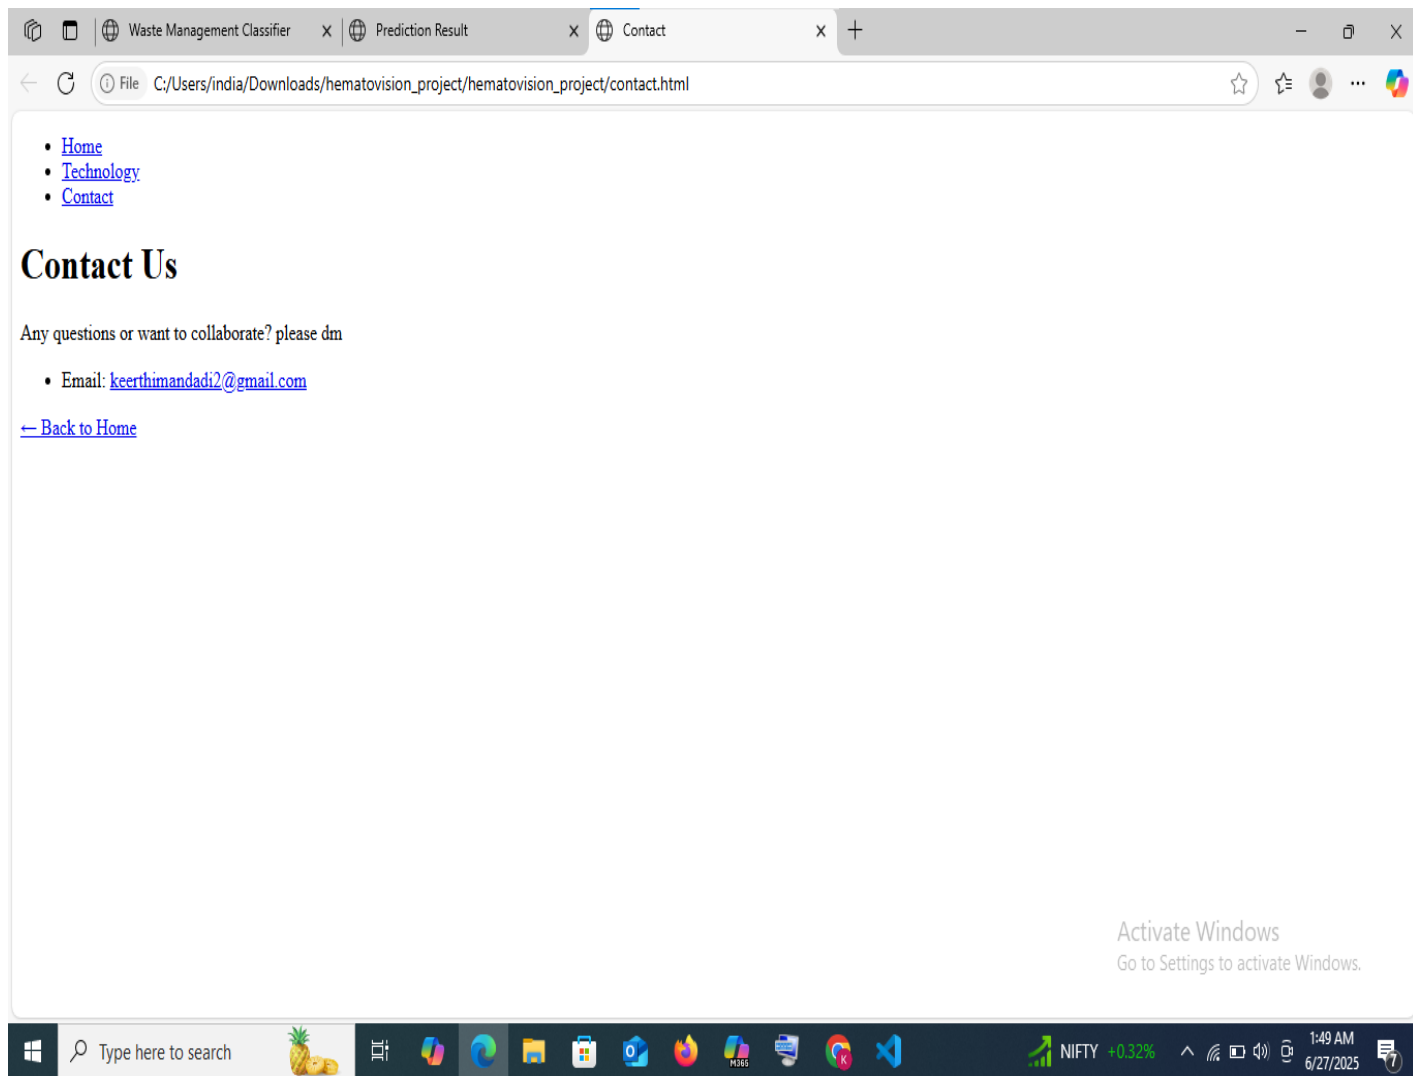 Waste Management Classifier
Prediction Result
Contact
File C:/Users/india/Downloads/hematovision_project/hematovision_project/contact.html
• Home
• Technology
• Contact
Contact Us
Any questions or want to collaborate? please dm
• Email: keerthimandadi2@gmail.com
← Back to Home
Activate Windows
Go to Settings to activate Windows.
Type here to search
M365
K
NIFTY +0.32%
1:49 AM
6/27/2025
7